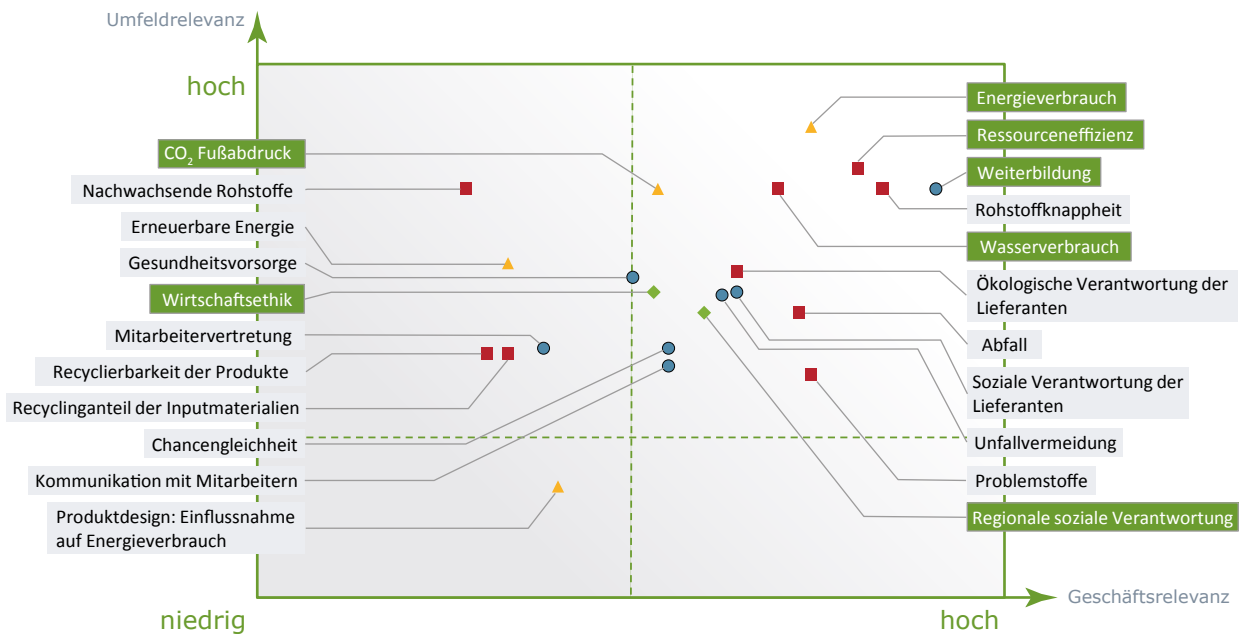 Umfeldrelevanz
hoch
CO₂ Fußabdruck
Nachwachsende Rohstoffe
Erneuerbare Energie
Gesundheitsvorsorge
Wirtschaftsethik
Mitarbeitervertretung
Recyclierbarkeit der Produkte
Recyclinganteil der Inputmaterialien
Chancengleichheit
Kommunikation mit Mitarbeitern
Produktdesign: Einflussnahme
auf Energieverbrauch
Energieverbrauch
Ressourceneffizienz
Weiterbildung
Rohstoffknappheit
Wasserverbrauch
Ökologische Verantwortung der
Lieferanten
Abfall
Soziale Verantwortung der
Lieferanten
Unfallvermeidung
Problemstoffe
Regionale soziale Verantwortung
Geschäftsrelevanz
niedrig
hoch